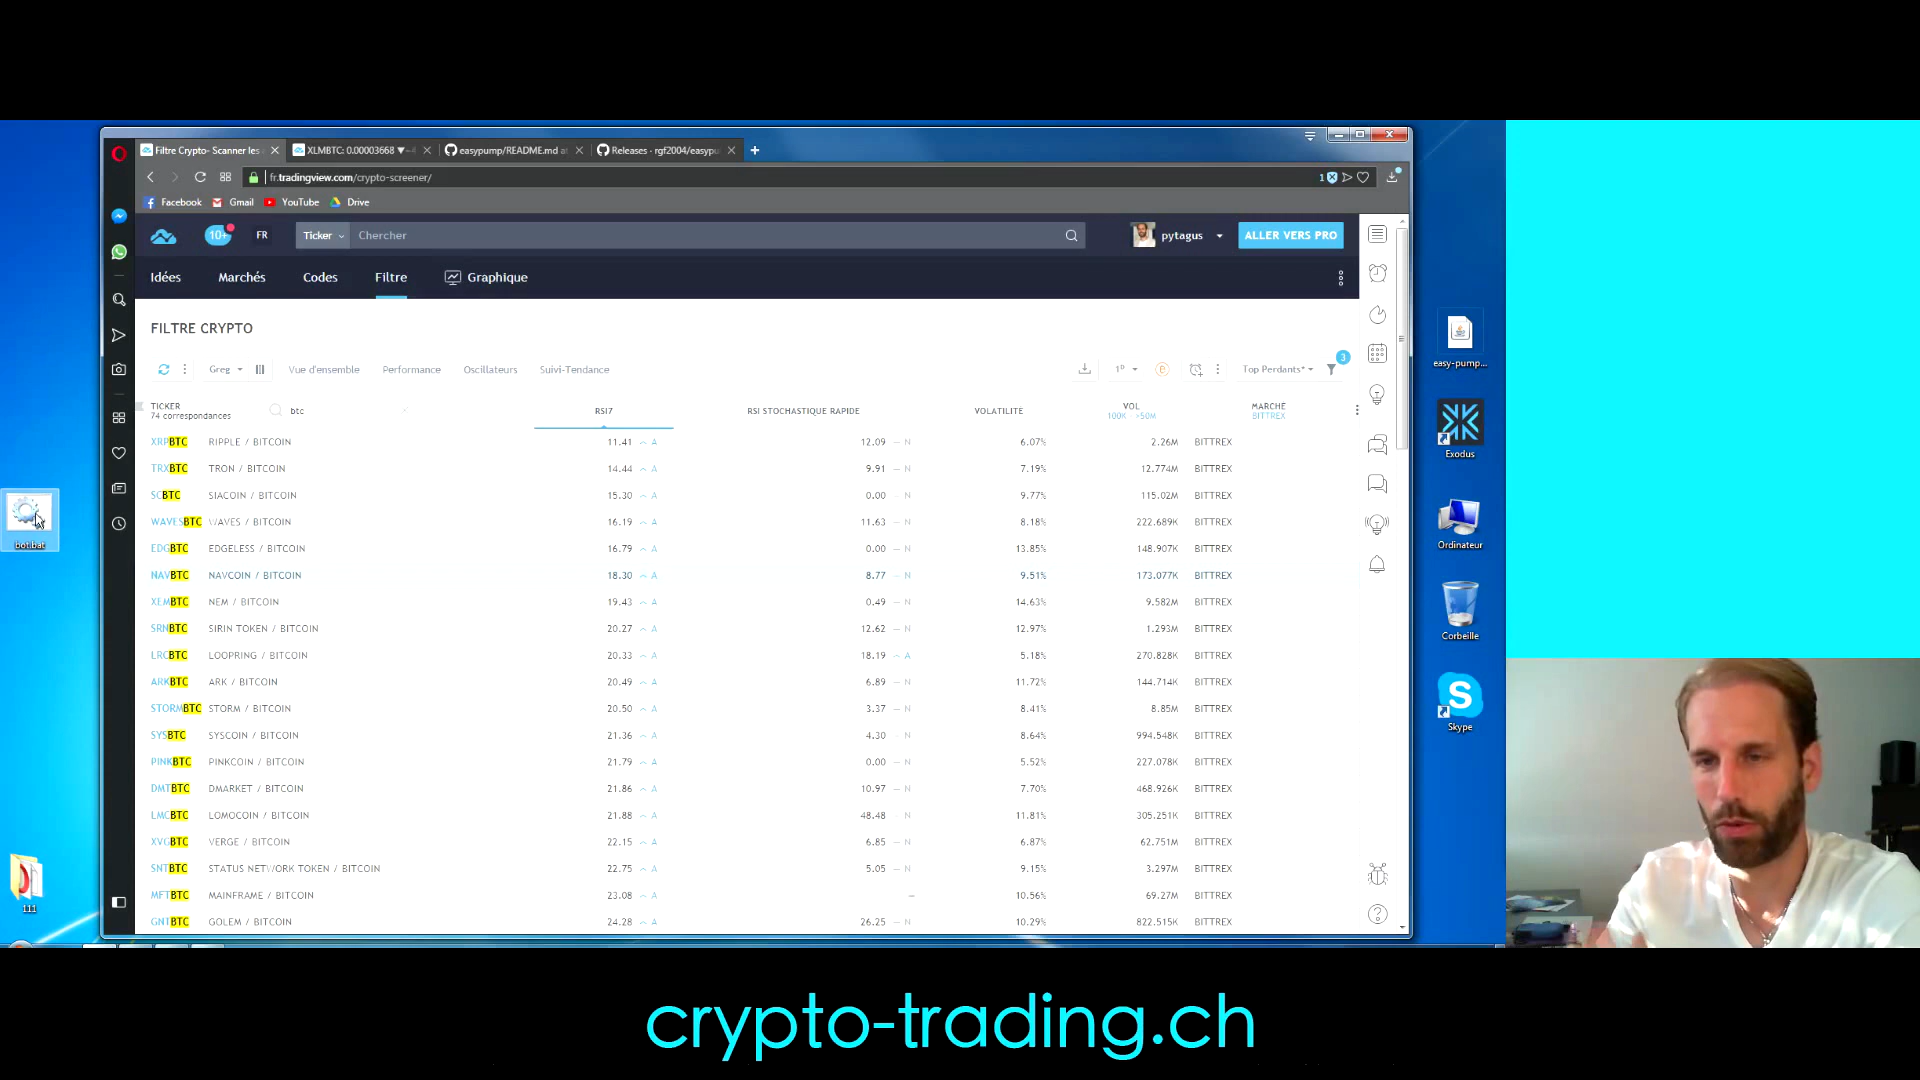 Filtre Crypto- Scanner les
XLMBTC: 0.00003668 ▼
easypump/README.md at
Releases · rgf2004/easypu
fr.tradingview.com/crypto-screener/
1
Facebook Gmail YouTube Drive
10+ FR Ticker Chercher pytagus ALLER VERS PRO
Idées Marchés Codes Filtre Graphique
FILTRE CRYPTO
3
Greg Vue d'ensemble Performance Oscillateurs Suivi-Tendance 1D Top Perdants*
TICKER
74 correspondances
btc
RSI7 RSI STOCHASTIQUE RAPIDE VOLATILITE VOL MARCHE
100K >50M BITTREX
XRPBTC RIPPLE / BITCOIN 11.41 A 12.09 — N 6.07% 2.26M BITTREX
TRXBTC TRON / BITCOIN 14.44 A 9.91 — N 7.19% 12.774M BITTREX
SCBTC SIACOIN / BITCOIN 15.30 A 0.00 — N 9.77% 115.02M BITTREX
WAVESBTC WAVES / BITCOIN 16.19 A 11.63 — N 8.18% 222.689K BITTREX
EDGBTC EDGELESS / BITCOIN 16.79 A 0.00 — N 13.85% 148.907K BITTREX
NAVBTC NAVCOIN / BITCOIN 18.30 A 8.77 — N 9.51% 173.077K BITTREX
XEMBTC NEM / BITCOIN 19.43 A 0.49 — N 14.63% 9.582M BITTREX
SRNBTC SIRIN TOKEN / BITCOIN 20.27 A 12.62 — N 12.97% 1.293M BITTREX
LRCBTC LOOPRING / BITCOIN 20.33 A 18.19 A 5.18% 270.828K BITTREX
ARKBTC ARK / BITCOIN 20.49 A 6.89 — N 11.72% 144.714K BITTREX
STORMBTC STORM / BITCOIN 20.50 A 3.37 — N 8.41% 8.85M BITTREX
SYSBTC SYSCOIN / BITCOIN 21.36 A 4.30 — N 8.64% 994.548K BITTREX
PINKBTC PINKCOIN / BITCOIN 21.79 A 0.00 — N 5.52% 227.078K BITTREX
DMTBTC DMARKET / BITCOIN 21.86 A 10.97 — N 7.70% 468.926K BITTREX
LMCBTC LOMOCOIN / BITCOIN 21.88 A 48.48 — N 11.81% 305.251K BITTREX
XVGBTC VERGE / BITCOIN 22.15 A 6.85 — N 6.87% 62.751M BITTREX
SNTBTC STATUS NETWORK TOKEN / BITCOIN 22.75 A 5.05 — N 9.15% 3.297M BITTREX
MFTBTC MAINFRAME / BITCOIN 23.08 A — 10.56% 69.27M BITTREX
GNTBTC GOLEM / BITCOIN 24.28 A 26.25 — N 10.29% 822.515K BITTREX
bot.bat
111
easy-pump...
Exodus
Ordinateur
Corbeille
Skype
crypto-trading.ch